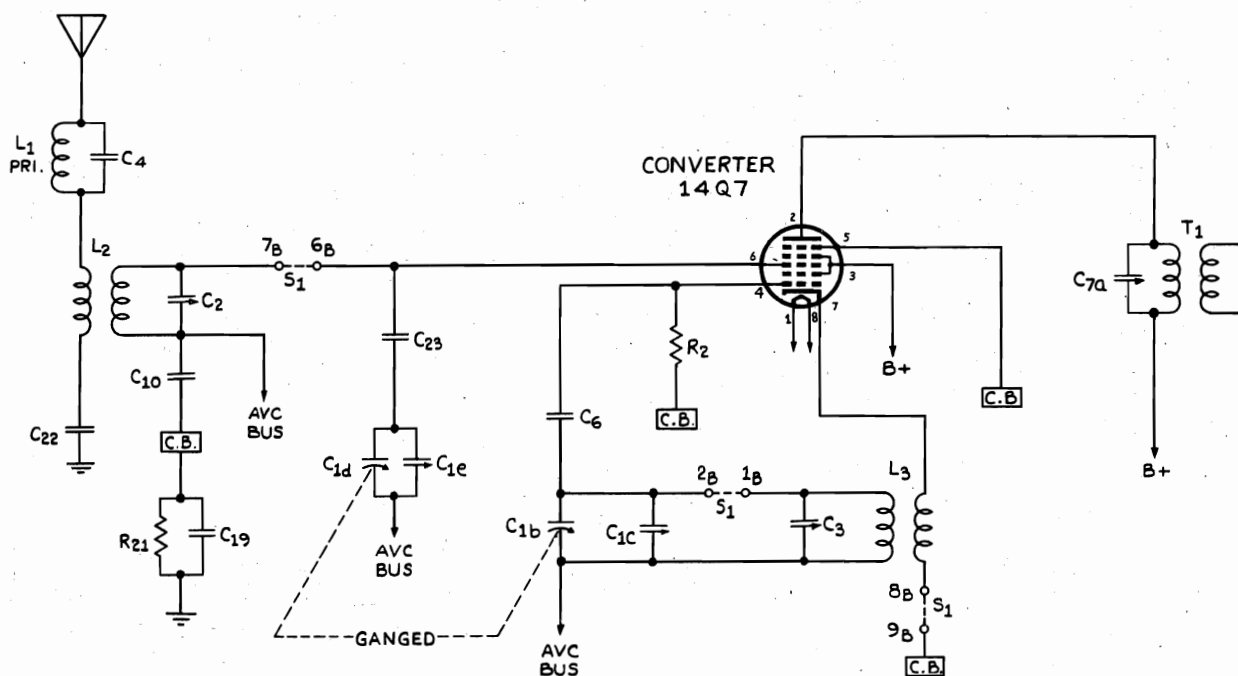 L1
PRI.
C4
CONVERTER
14Q7
2
5
6
3
4
1
8
7
L2
7B
6B
S1
C2
C23
R2
B+
C7a
T1
C10
AVC
BUS
C.B.
C.B.
C6
C22
C.B.
B+
C1d
C1e
2B
1B
S1
L3
R21
C19
C1b
C1C
C3
AVC
BUS
8B
S1
9B
GANGED
AVC
BUS
C.B.